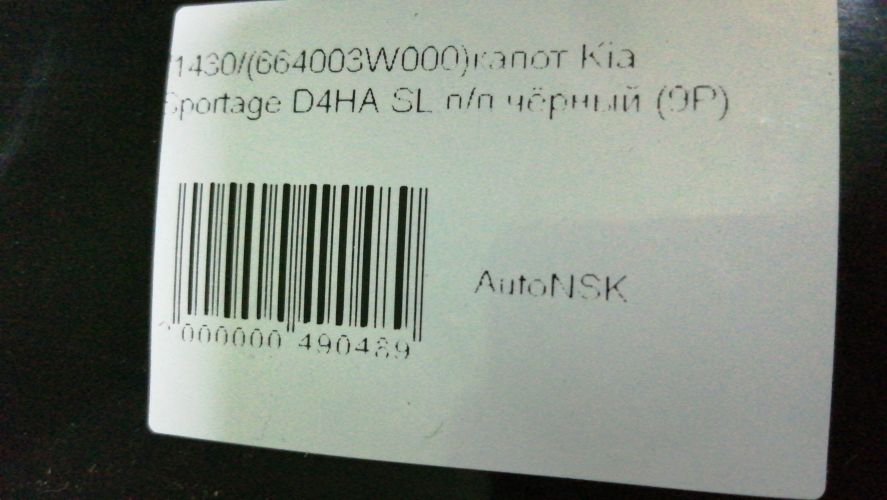 1430/(664003W000)капот Kia
Sportage D4HA SL п/п чёрный (9P)
AutoNSK
000000 490489